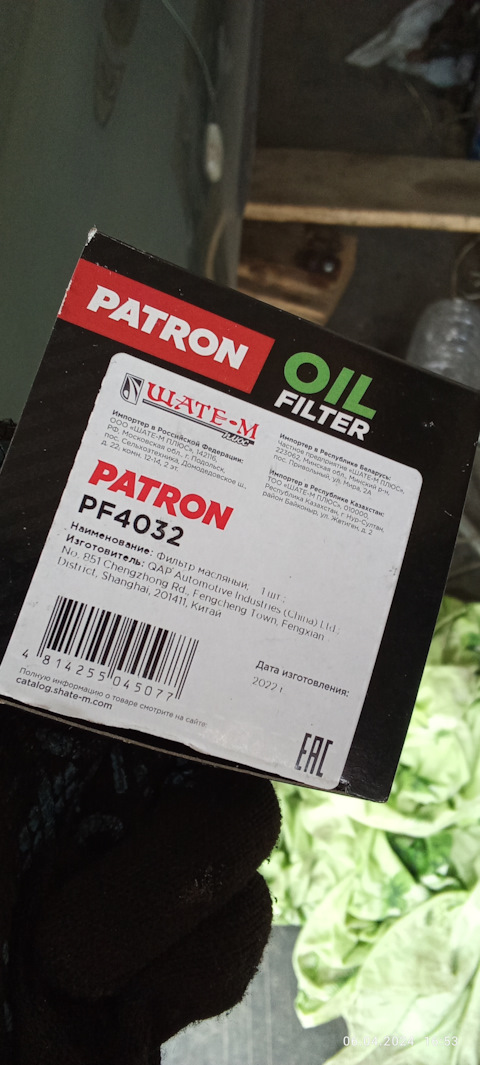 PATRON
OIL
FILTER
ШАТЕ-М
плюс
Импортер в Российской Федерации:
ООО «ШАТЕ-М ПЛЮС», 142116,
РФ, Московская обл., г. Подольск,
пос. Сельхозтехника, Домодедовское ш.,
д. 22, комн. 12-14, 2 эт.
Импортер в Республике Беларусь:
Частное предприятие «ШАТЕ-М ПЛЮС»,
223062, Минская обл., Минский р-н,
пос. Привольный, ул. Мира, 2А
Импортер в Республике Казахстан:
ТОО «ШАТЕ-М ПЛЮС», 010000,
Республика Казахстан, г. Нур-Султан,
район Байконыр, ул. Жетиген, д. 2
PATRON
PF4032
Наименование: Фильтр масляный; 1 шт.;
Изготовитель: QAP Automotive Industries (China) Ltd.;
No. 851 Chengzhong Rd., Fengcheng Town, Fengxian
District, Shanghai, 201411, Китай
4 814255 045077
Дата изготовления:
2022 г.
Полную информацию о товаре смотрите на сайте:
catalog.shate-m.com
EAC
2024